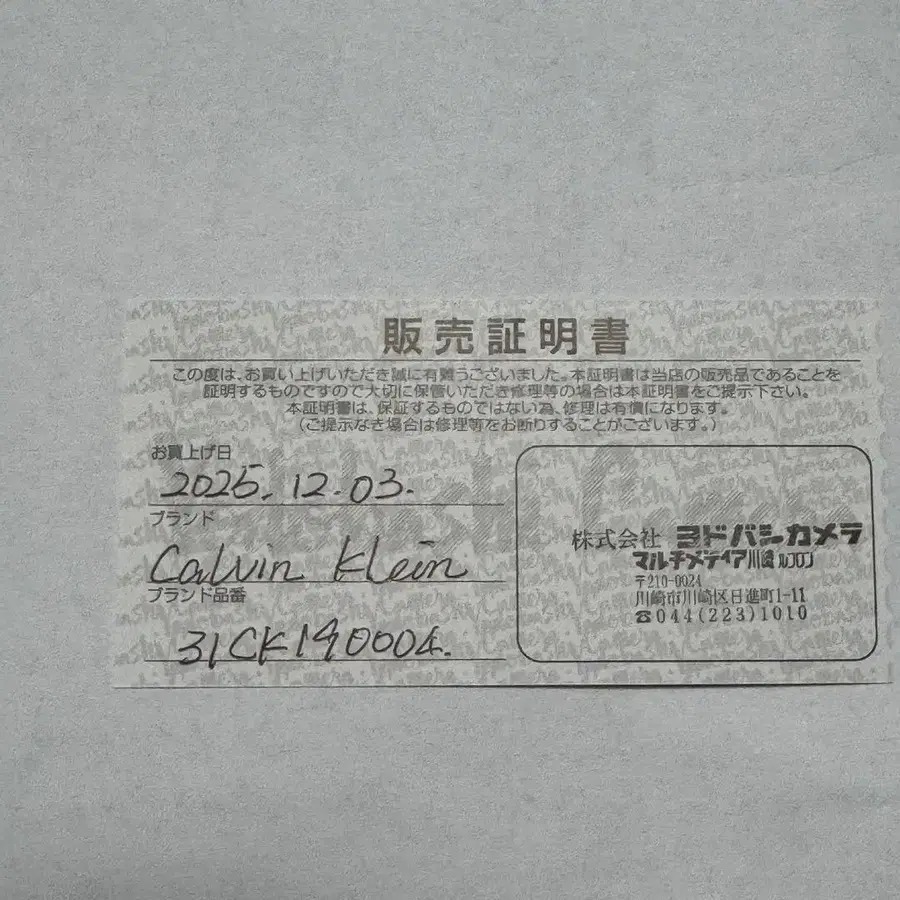 販売証明書
この度は、お買い上げいただき誠に有難うございました。本証明書は当店の販売品であることを
証明するものですので大切に保管いただき修理等の場合は本証明書をご提示下さい。
本証明書は、保証するものではない為、修理は有償になります。
(ご提示なき場合は修理等をお断りすることがございます。)
お買上げ日
2025.12.03.
ブランド
Calvin Klein
ブランド品番
31CK190004.
株式会社 ヨドバシカメラ
マルチメディア川崎ルフロン
〒210-0024
川崎市川崎区日進町1-11
☎044(223)1010